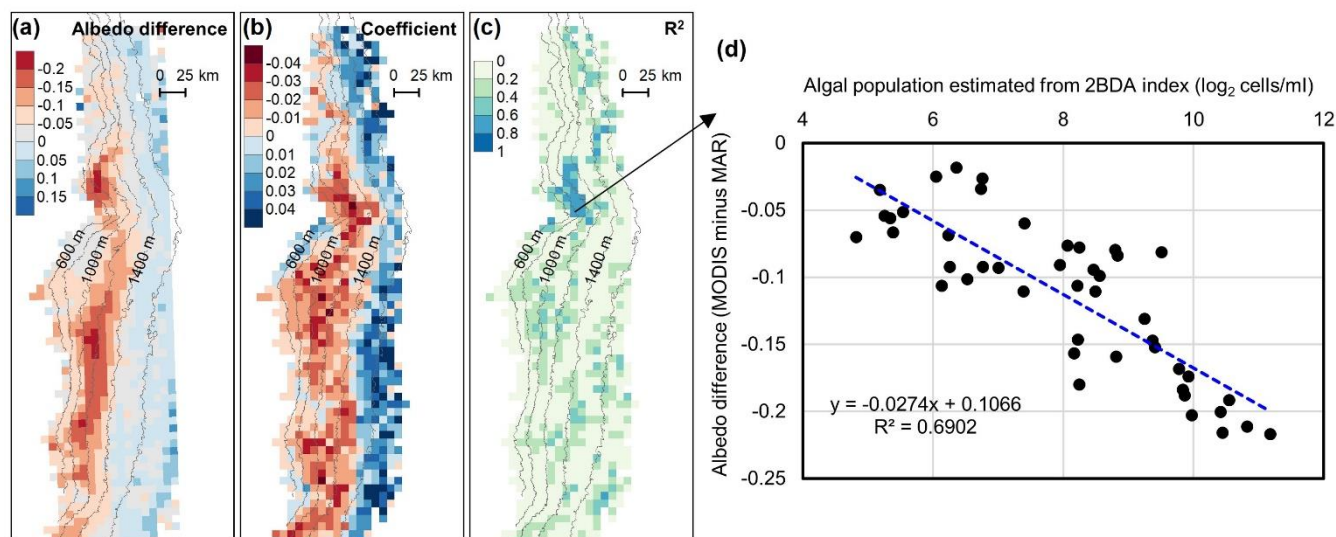 (a) Albedo difference
-0.2
-0.15
-0.1
-0.05
0
0.05
0.1
0.15
0 25 km
600 m
1000 m
1400 m
(b) Coefficient
-0.04
-0.03
-0.02
-0.01
0
0.01
0.02
0.03
0.04
0 25 km
600 m
1000 m
1400 m
(c) R²
0
0.2
0.4
0.6
0.8
1
0 25 km
600 m
1000 m
1400 m
(d)
Algal population estimated from 2BDA index (log₂ cells/ml)
4 6 8 10 12
0
-0.05
-0.1
-0.15
-0.2
-0.25
Albedo difference (MODIS minus MAR)
y = -0.0274x + 0.1066
R² = 0.6902